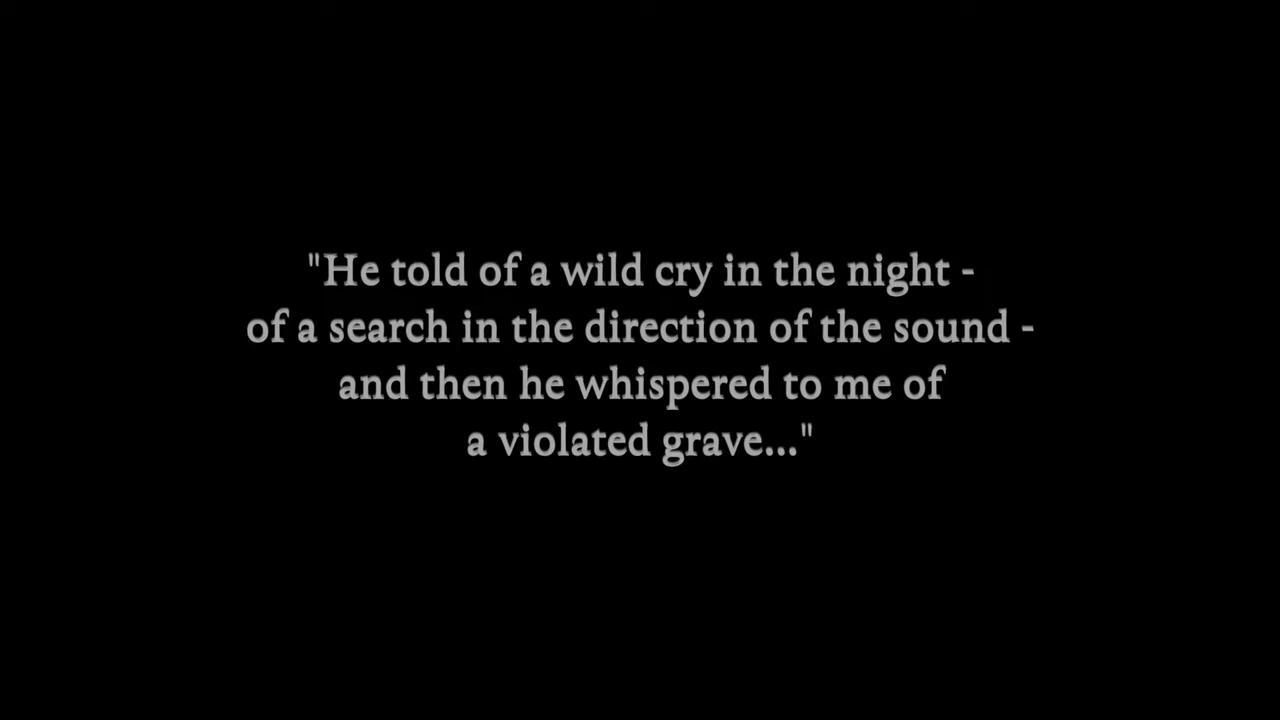 "He told of a wild cry in the night -
of a search in the direction of the sound -
and then he whispered to me of
a violated grave..."